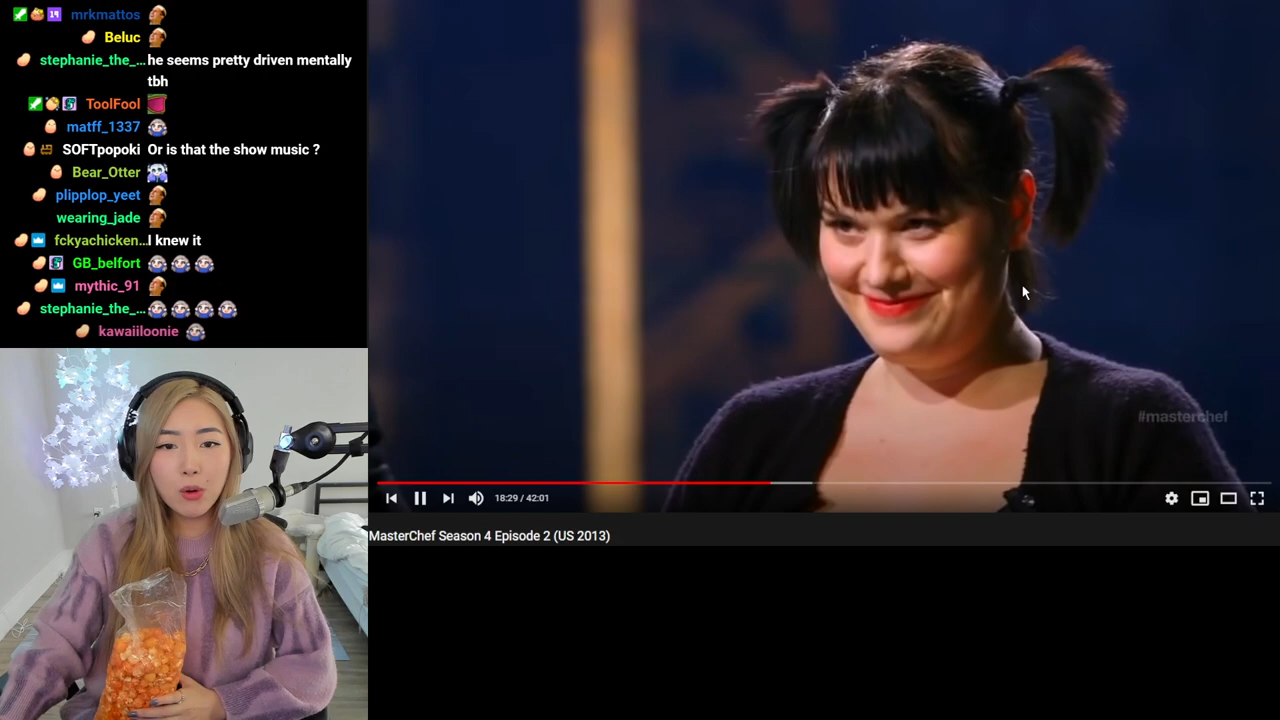 mrkmattos
Beluc
stephanie_the_... he seems pretty driven mentally
tbh
ToolFool
matff_1337
SOFTpopoki Or is that the show music ?
Bear_Otter
plipplop_yeet
wearing_jade
fckyachicken... I knew it
GB_belfort
mythic_91
stephanie_the_...
kawaiiloonie
#masterchef
18:29 / 42:01
MasterChef Season 4 Episode 2 (US 2013)